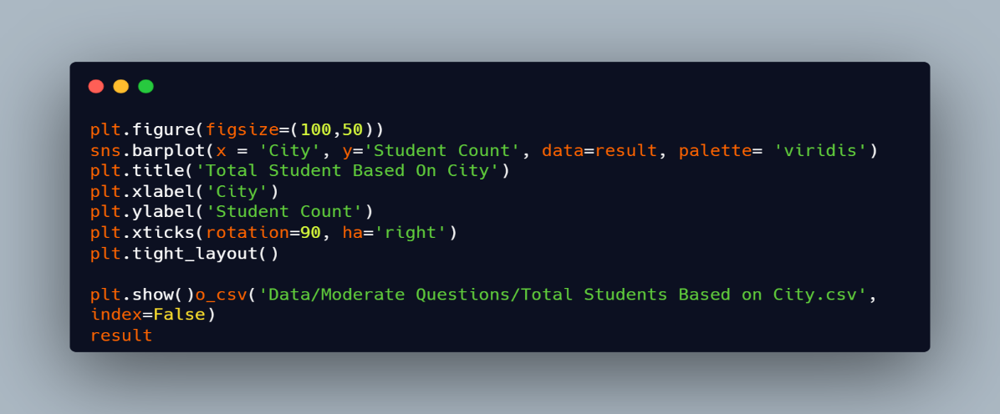 plt.figure(figsize=(100,50))
sns.barplot(x = 'City', y='Student Count', data=result, palette= 'viridis')
plt.title('Total Student Based On City')
plt.xlabel('City')
plt.ylabel('Student Count')
plt.xticks(rotation=90, ha='right')
plt.tight_layout()

plt.show()o_csv('Data/Moderate Questions/Total Students Based on City.csv',
index=False)
result